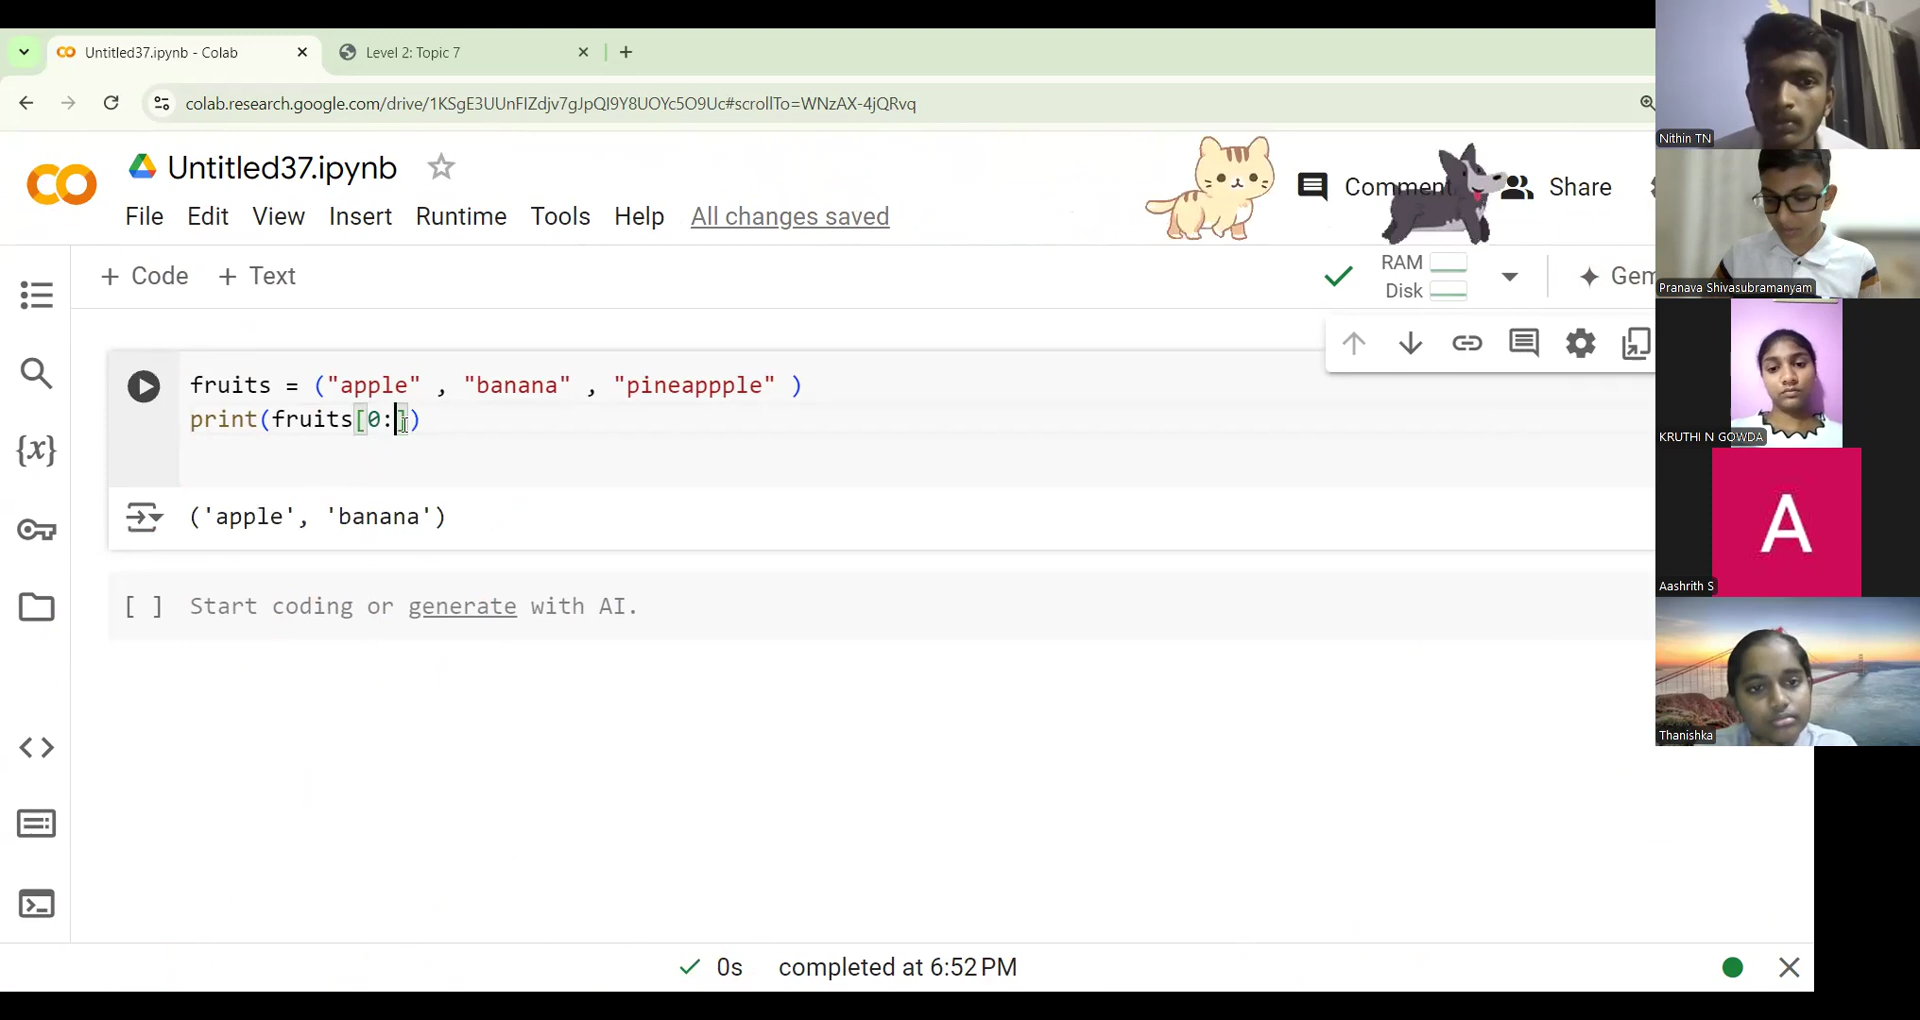 Untitled37.ipynb - Colab
Level 2: Topic 7
colab.research.google.com/drive/1KSgE3UUnFIZdjv7gJpQI9Y8UOYc5O9Uc#scrollTo=WNzAX-4jQRvq
Untitled37.ipynb
Comment
Share
File Edit View Insert Runtime Tools Help All changes saved
+ Code + Text
RAM
Disk
Gem
fruits = ("apple" , "banana" , "pineappple" )
print(fruits[0:])
('apple', 'banana')
[ ] Start coding or generate with AI.
0s completed at 6:52 PM
Nithin TN
Pranava Shivasubramanyam
KRUTHI N GOWDA
A
Aashrith S
Thanishka